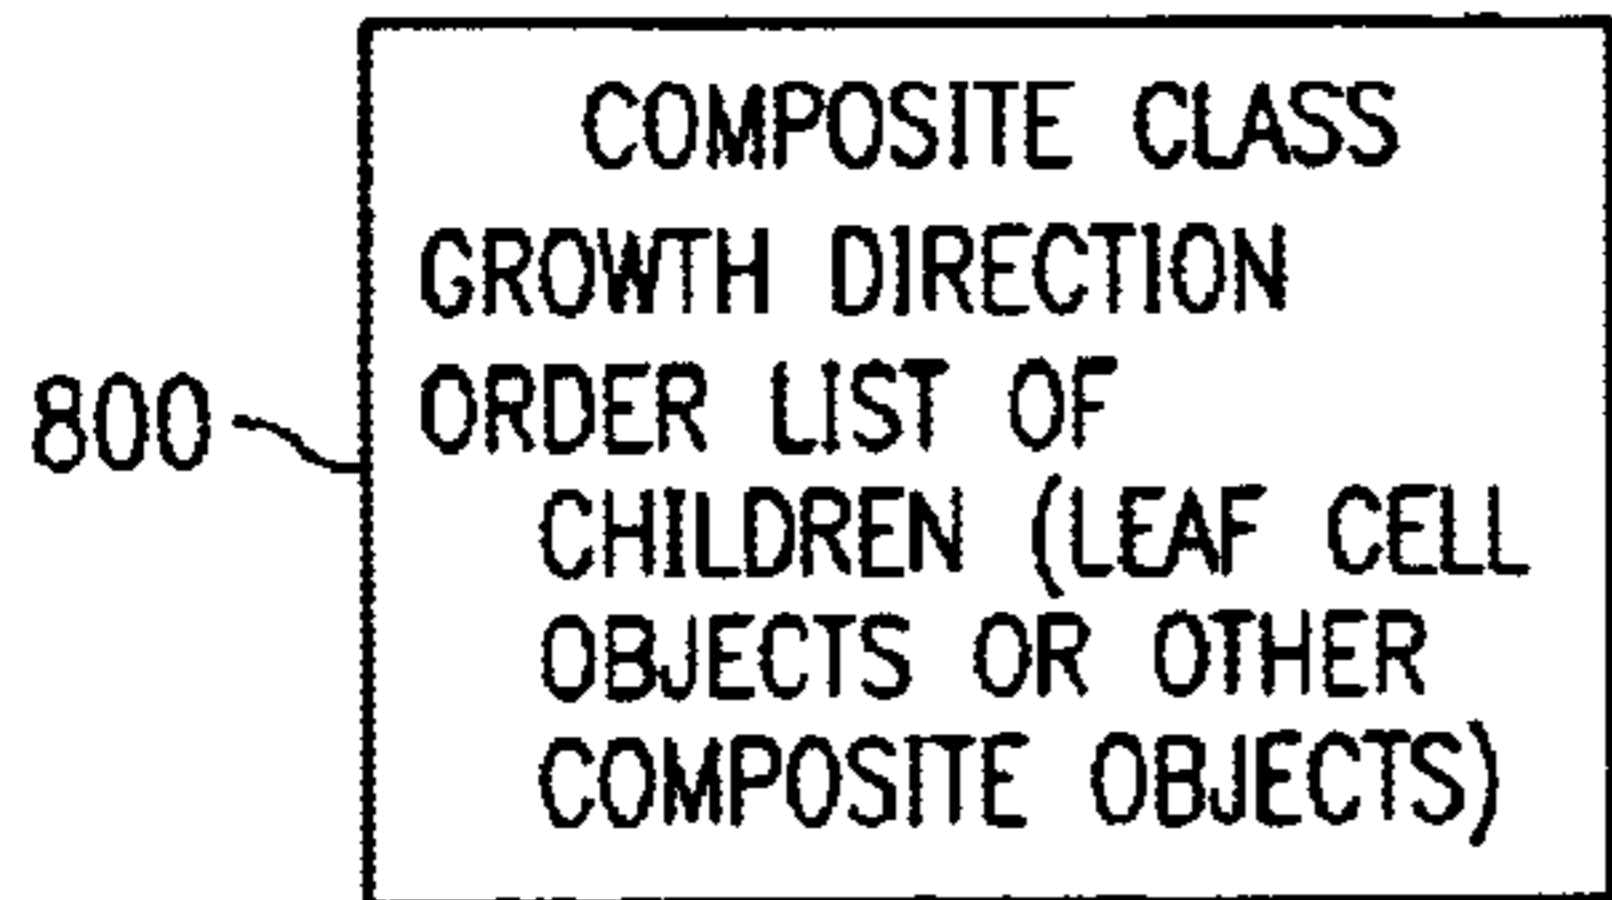 COMPOSITE CLASS
GROWTH DIRECTION
ORDER LIST OF
800
CHILDREN (LEAF CELL
OBJECTS OR OTHER
COMPOSITE OBJECTS)